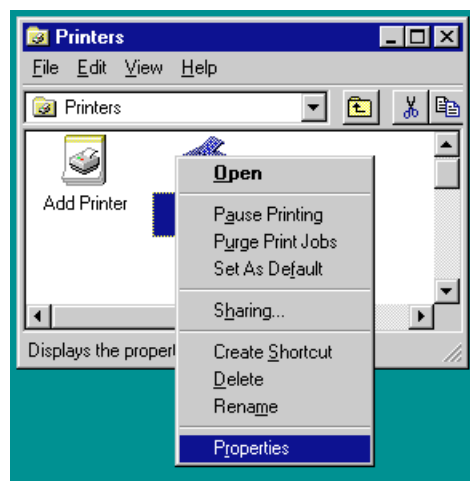 Printers
File Edit View Help
Printers
Add Printer
Open
Pause Printing
Purge Print Jobs
Set As Default
Sharing...
Create Shortcut
Delete
Rename
Properties
Displays the